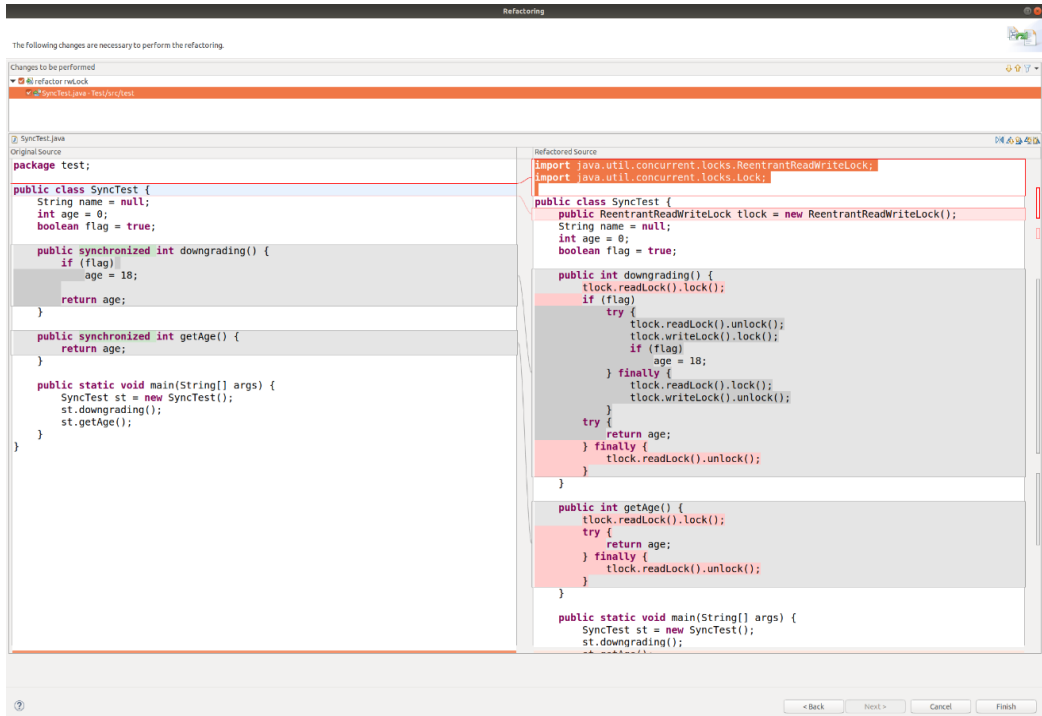 Refactoring
The following changes are necessary to perform the refactoring.
Changes to be performed
refactor rwLock
SyncTest.java - Test/src/test
SyncTest.java
Original Source
package test;
public class SyncTest {
String name = null;
int age = 0;
boolean flag = true;
public synchronized int downgrading() {
if (flag)
age = 18;
return age;
}
public synchronized int getAge() {
return age;
}
public static void main(String[] args) {
SyncTest st = new SyncTest();
st.downgrading();
st.getAge();
}
}
Refactored Source
import java.util.concurrent.locks.ReentrantReadWriteLock;
import java.util.concurrent.locks.Lock;
public class SyncTest {
public ReentrantReadWriteLock tlock = new ReentrantReadWriteLock();
String name = null;
int age = 0;
boolean flag = true;
public int downgrading() {
tlock.readLock().lock();
if (flag)
try {
tlock.readLock().unlock();
tlock.writeLock().lock();
if (flag)
age = 18;
} finally {
tlock.readLock().lock();
tlock.writeLock().unlock();
}
try {
return age;
} finally {
tlock.readLock().unlock();
}
}
public int getAge() {
tlock.readLock().lock();
try {
return age;
} finally {
tlock.readLock().unlock();
}
}
public static void main(String[] args) {
SyncTest st = new SyncTest();
st.downgrading();
< Back
Next >
Cancel
Finish